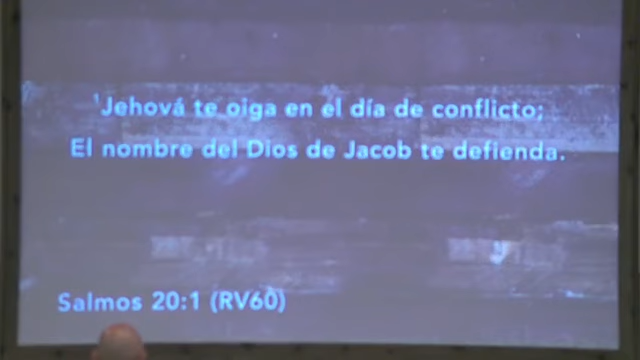 ¹Jehová te oiga en el día de conflicto;
El nombre del Dios de Jacob te defienda.
Salmos 20:1 (RV60)